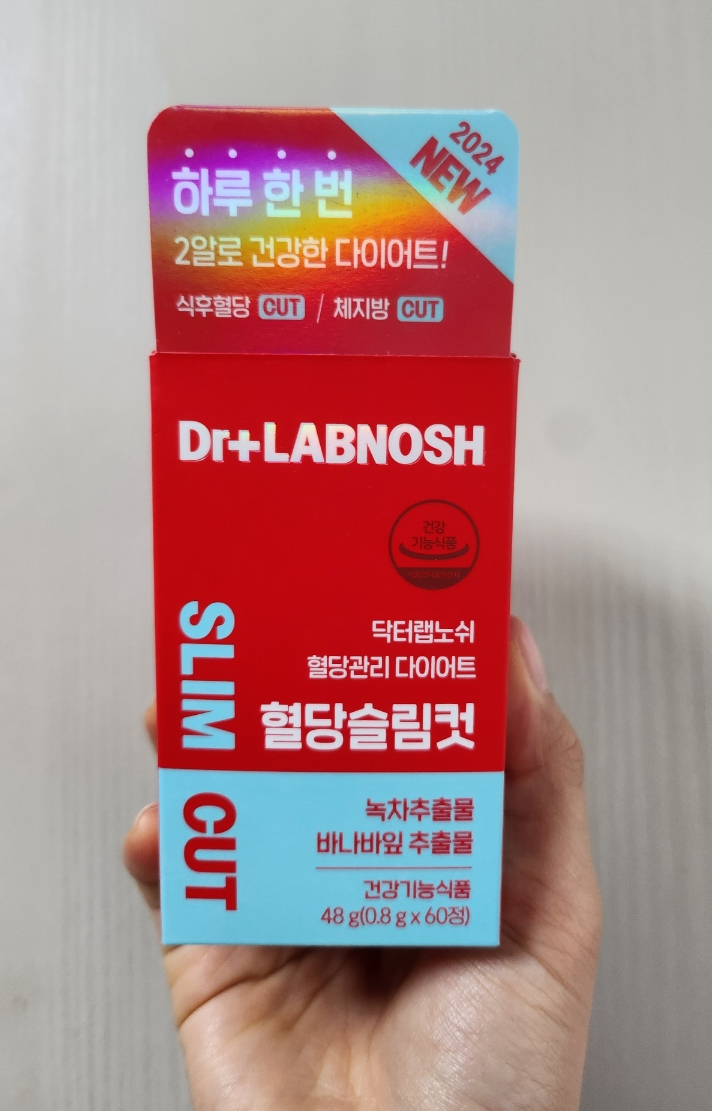 2024
NEW
하루 한 번
2알로 건강한 다이어트!
식후혈당 CUT / 체지방 CUT
Dr+LABNOSH
건강
기능식품
닥터랩노쉬
혈당관리 다이어트
혈당슬림컷
SLIM CUT
녹차추출물
바나바잎 추출물
건강기능식품
48 g(0.8 g x 60정)